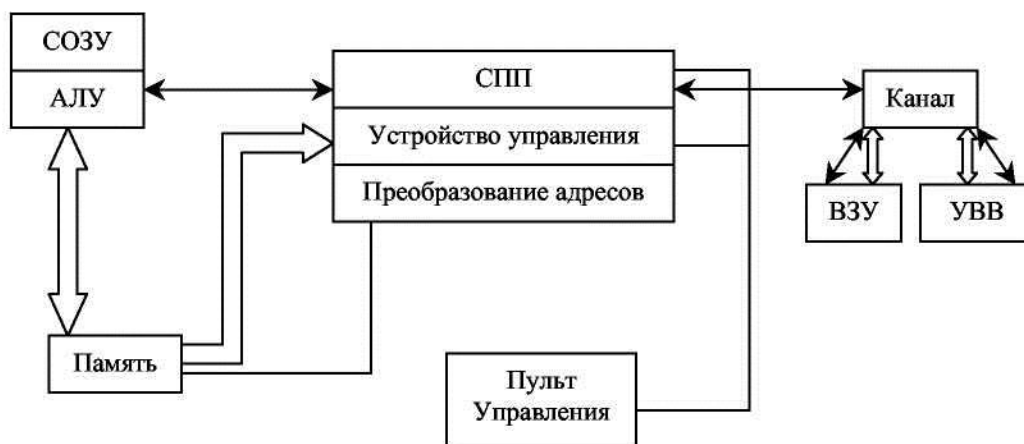 СОЗУ
АЛУ
СПП
Устройство управления
Преобразование адресов
Канал
ВЗУ
УВВ
Память
Пульт
Управления